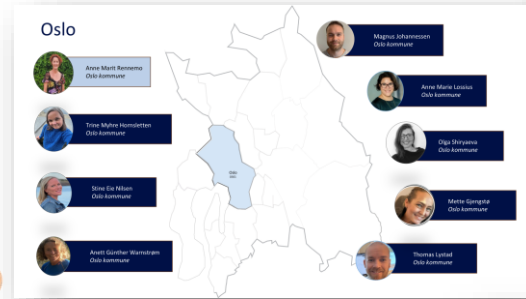 Oslo
Anne Marit Rennemo
Oslo kommune
Trine Myhre Hornsletten
Oslo kommune
Stine Eie Nilsen
Oslo kommune
Anett Günther Warnstrøm
Oslo kommune
Oslo
Magnus Johannessen
Oslo kommune
Anne Marie Lossius
Oslo kommune
Olga Shiryaeva
Oslo kommune
Mette Gjengstø
Oslo kommune
Thomas Lystad
Oslo kommune